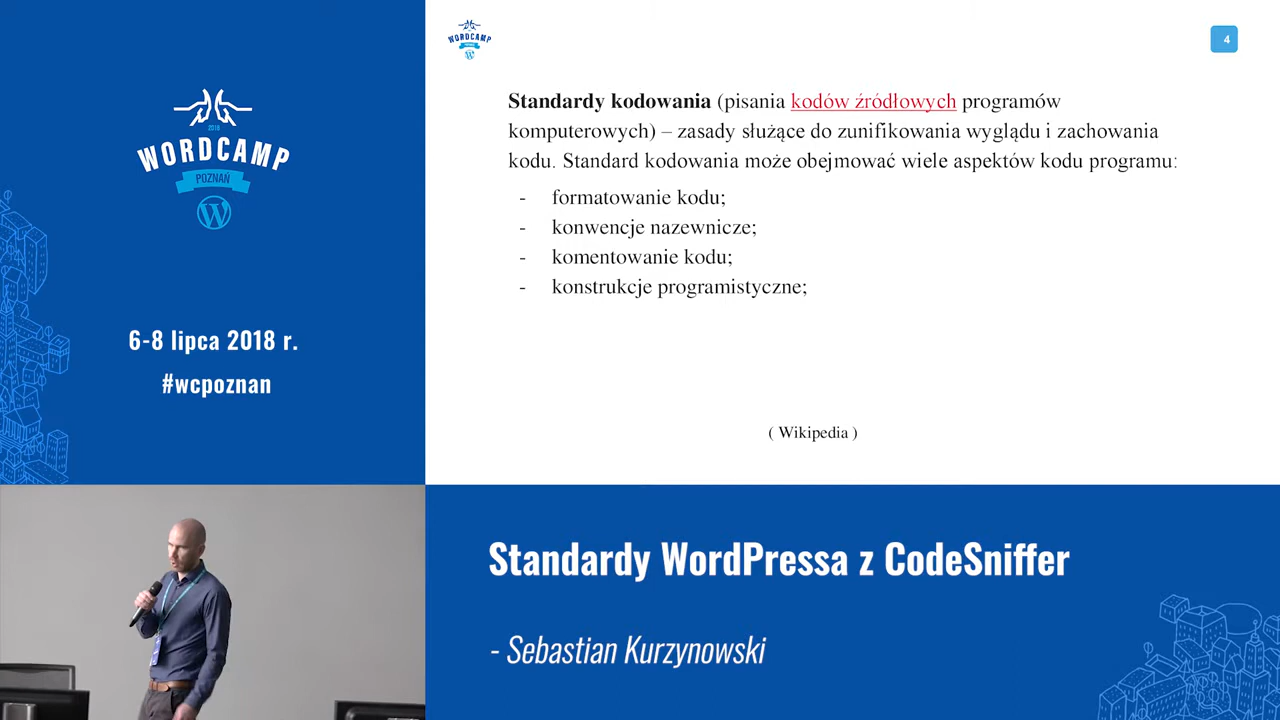 2018
WORDCAMP
POZNAŃ
6-8 lipca 2018 r.
#wcpoznan
WORDCAMP
4
Standardy kodowania (pisania kodów źródłowych programów
komputerowych) – zasady służące do zunifikowania wyglądu i zachowania
kodu. Standard kodowania może obejmować wiele aspektów kodu programu:
- formatowanie kodu;
- konwencje nazewnicze;
- komentowanie kodu;
- konstrukcje programistyczne;
( Wikipedia )
Standardy WordPressa z CodeSniffer
- Sebastian Kurzynowski